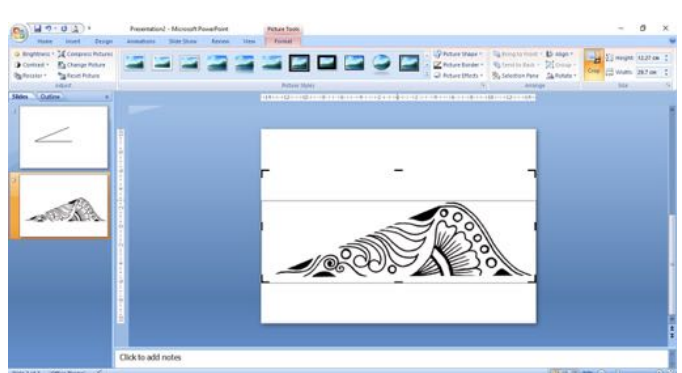 Presentation2 - Microsoft PowerPoint
Picture Tools
Home Insert Design Animations Slide Show Review View Format
Brightness Compress Pictures Picture Shape Bring to Front Align
Contrast Change Picture Picture Border Send to Back Group
Recolor Reset Picture Picture Effects Selection Pane Rotate
Crop
Height: 12.27 cm
Width: 29.7 cm
Adjust Picture Styles Arrange Size
Slides Outline
1
2
Click to add notes